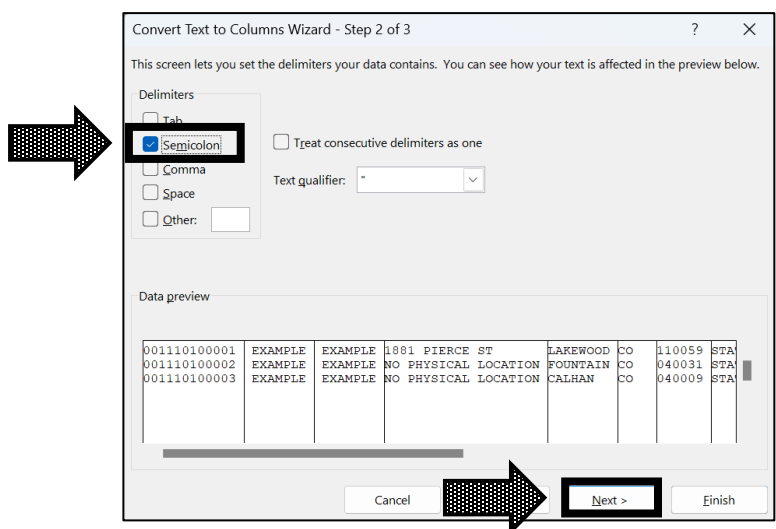 Convert Text to Columns Wizard - Step 2 of 3
This screen lets you set the delimiters your data contains.  You can see how your text is affected in the preview below.
Delimiters
Tab
Semicolon
Comma
Space
Other:
Treat consecutive delimiters as one
Text qualifier: "
Data preview
001110100001 EXAMPLE EXAMPLE 1881 PIERCE ST LAKEWOOD CO 110059 STA
001110100002 EXAMPLE EXAMPLE NO PHYSICAL LOCATION FOUNTAIN CO 040031 STA
001110100003 EXAMPLE EXAMPLE NO PHYSICAL LOCATION CALHAN CO 040009 STA
Cancel Next > Finish